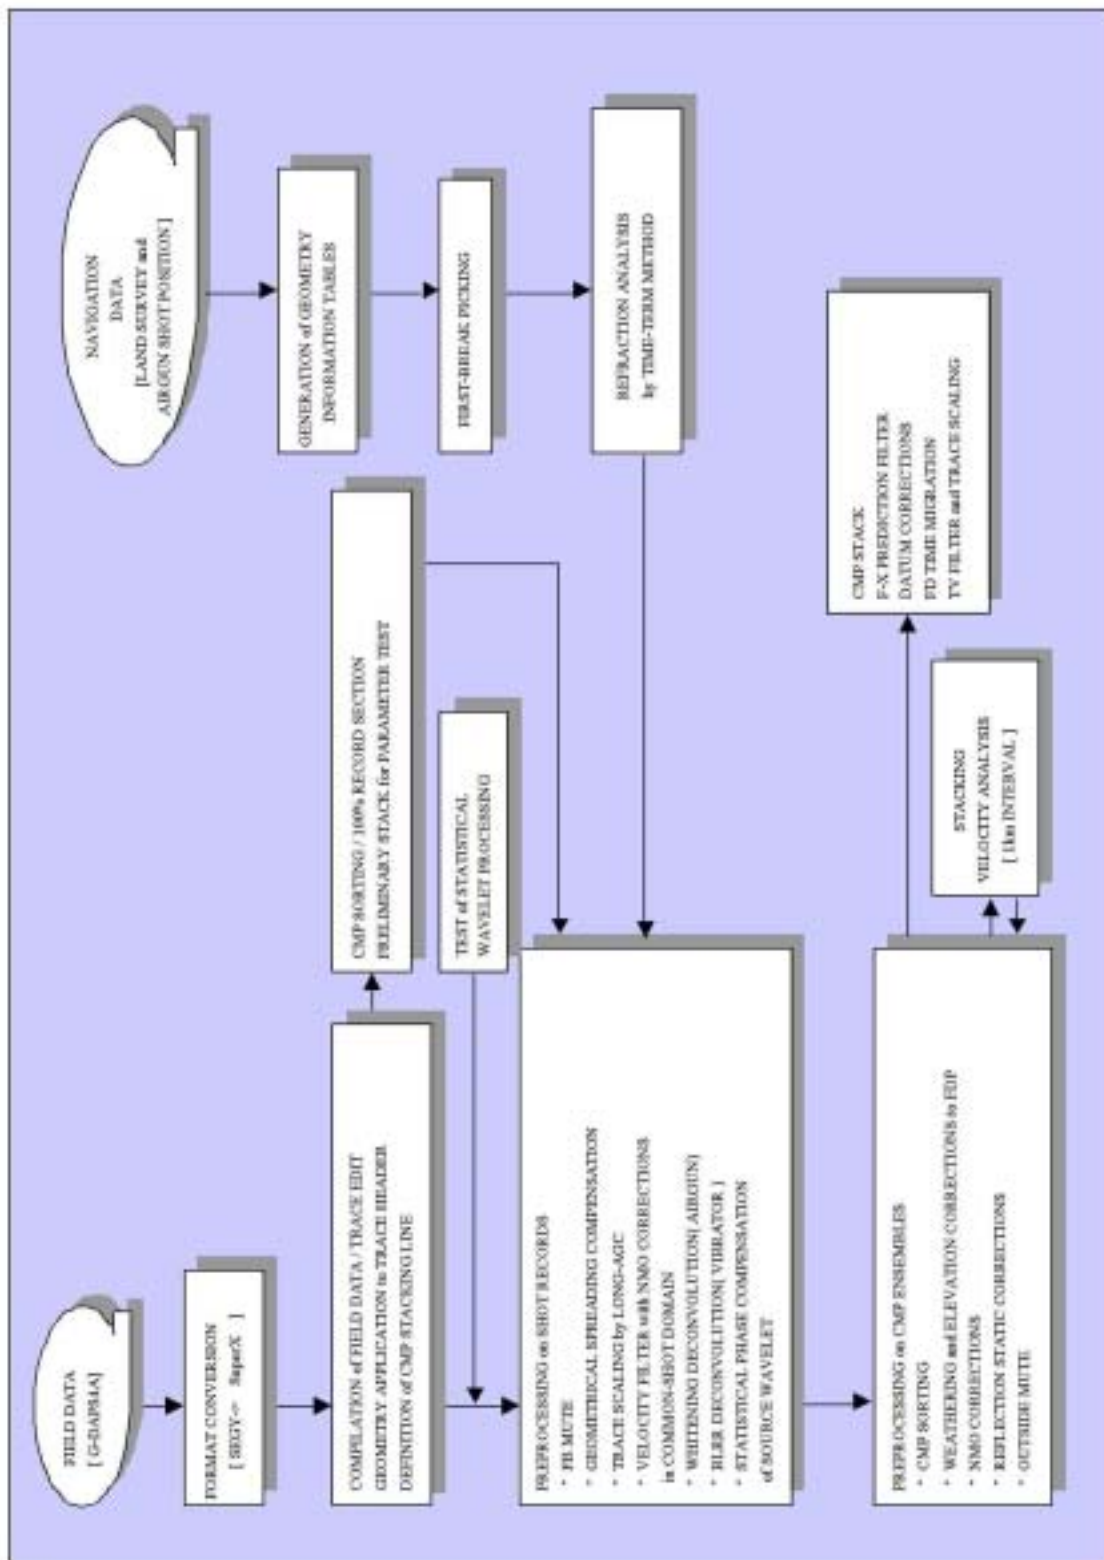 FIELD DATA
[ G-DAPS4A]
FORMAT CONVERSION
[ SEGY-> SuperX ]
COMPILATION of FIELD DATA / TRACE EDIT
GEOMETRY APPLICATION to TRACE HEADER
DEFINITION of CMP STACKING LINE
CMP SORTING / 100% RECORD SECTION
PRELIMINARY STACK for PARAMETER TEST
TEST of STATISTICAL
WAVELET PROCESSING
NAVIGATION
DATA
[LAND SURVEY and
AIRGUN SHOT POSITION ]
GENERATION of GEOMETRY
INFORMATION TABLES
FIRST-BREAK PICKING
REFRACTION ANALYSIS
by TIME-TERM METHOD
PREPROCESSING on SHOT RECORDS
* FB MUTE
* GEOMETRICAL SPREADING COMPENSATION
* TRACE SCALING by LONG-AGC
* VELOCITY FILTER with NMO CORRECTIONS
in COMMON-SHOT DOMAIN
* WHITENING DECONVOLUTION( AIRGUN)
* DECONVOLUTION( VIBRATOR )
* STATISTICAL PHASE COMPENSATION
of SOURCE WAVELET
PREPROCESSING on CMP ENSEMBLES
* CMP SORTING
* WEATHERING and ELEVATION CORRECTIONS to FDP
* NMO CORRECTIONS
* REFLECTION STATIC CORRECTIONS
* OUTSIDE MUTE
STACKING
VELOCITY ANALYSIS
[ 1km INTERVAL ]
CMP STACK
F-X PREDICTION FILTER
DATUM CORRECTIONS
FD TIME MIGRATION
TV FILTER and TRACE SCALING